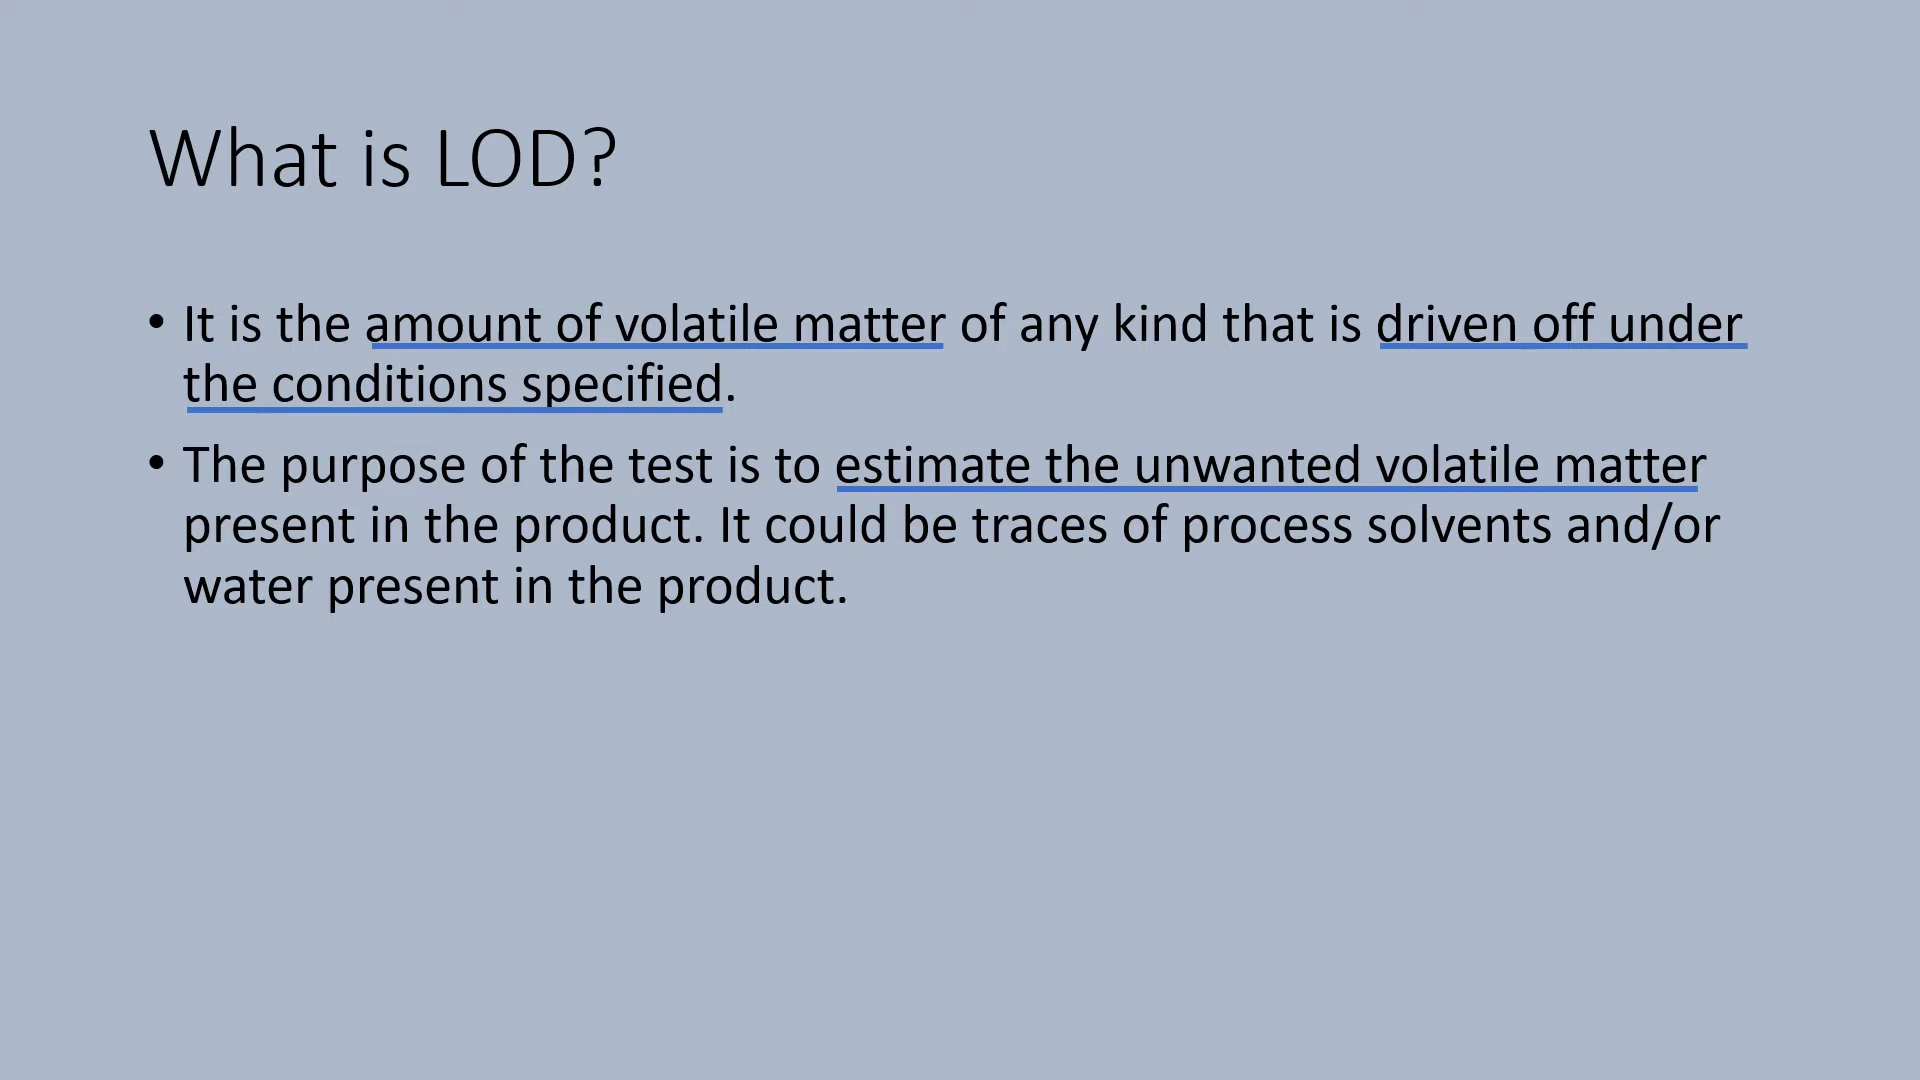 What is LOD?
• It is the amount of volatile matter of any kind that is driven off under
the conditions specified.
• The purpose of the test is to estimate the unwanted volatile matter
present in the product. It could be traces of process solvents and/or
water present in the product.